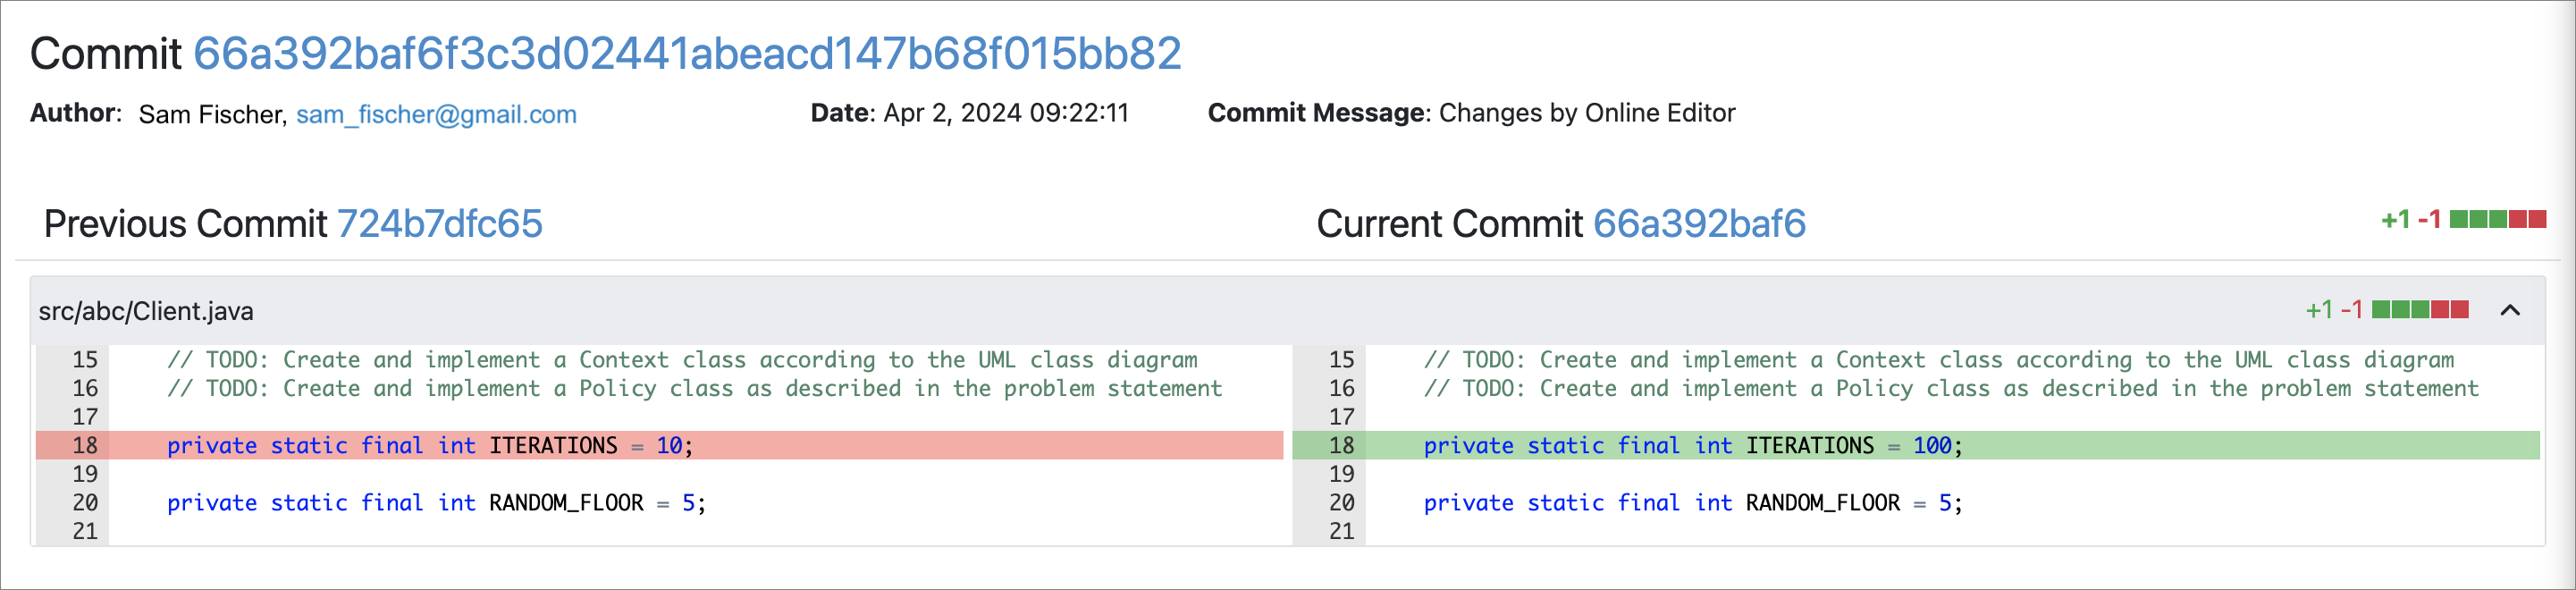 Commit 66a392baf6f3c3d02441abeacd147b68f015bb82
Author: Sam Fischer, sam_fischer@gmail.com Date: Apr 2, 2024 09:22:11 Commit Message: Changes by Online Editor
Previous Commit 724b7dfc65 Current Commit 66a392baf6 +1 -1
src/abc/Client.java +1 -1
15 // TODO: Create and implement a Context class according to the UML class diagram
16 // TODO: Create and implement a Policy class as described in the problem statement
17
18 private static final int ITERATIONS = 10;
19
20 private static final int RANDOM_FLOOR = 5;
21
15 // TODO: Create and implement a Context class according to the UML class diagram
16 // TODO: Create and implement a Policy class as described in the problem statement
17
18 private static final int ITERATIONS = 100;
19
20 private static final int RANDOM_FLOOR = 5;
21